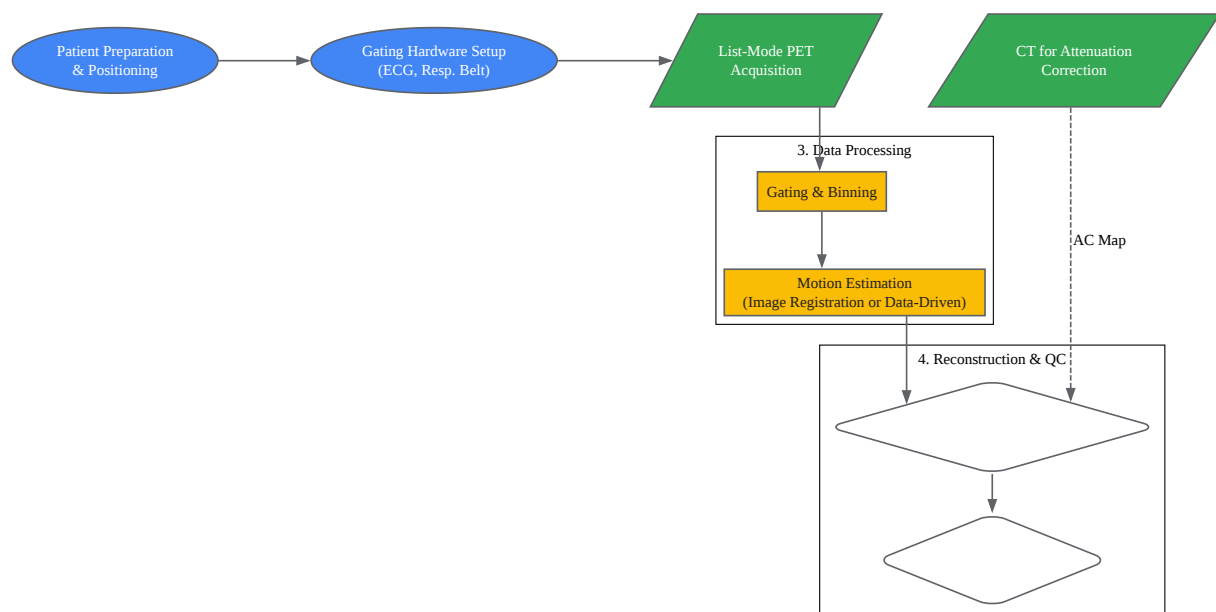 Patient Preparation
& Positioning
Gating Hardware Setup
(ECG, Resp. Belt)
List-Mode PET
Acquisition
CT for Attenuation
Correction
3. Data Processing
Gating & Binning
Motion Estimation
(Image Registration or Data-Driven)
AC Map
4. Reconstruction & QC